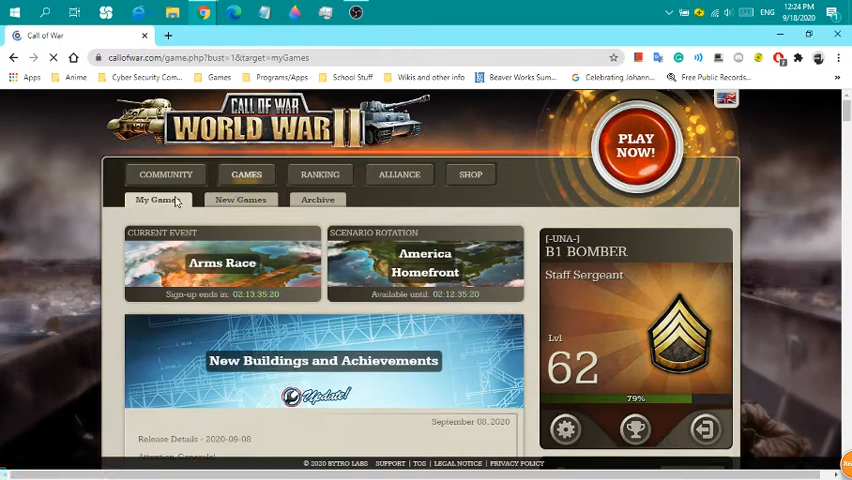 12:24 PM
ENG
9/18/2020
Call of War
callofwar.com/game.php?bust=1&target=myGames
Apps
Anime
Cyber Security Com...
Games
Programs/Apps
School Stuff
Wikis and other info
Beaver Works Sum...
Celebrating Johann...
Free Public Records...
CALL OF WAR
WORLD WAR II
PLAY
NOW!
COMMUNITY
GAMES
RANKING
ALLIANCE
SHOP
My Games
New Games
Archive
CURRENT EVENT
Arms Race
Sign-up ends in: 02:13:35:20
SCENARIO ROTATION
America
Homefront
Available until: 02:12:35:20
[-UNA-]
B1 BOMBER
Staff Sergeant
Lvl
62
79%
New Buildings and Achievements
Update!
September 08, 2020
Release Details - 2020-09-08
Attention Generals!
© 2020 BYTRO LABS SUPPORT | TOS | LEGAL NOTICE | PRIVACY POLICY